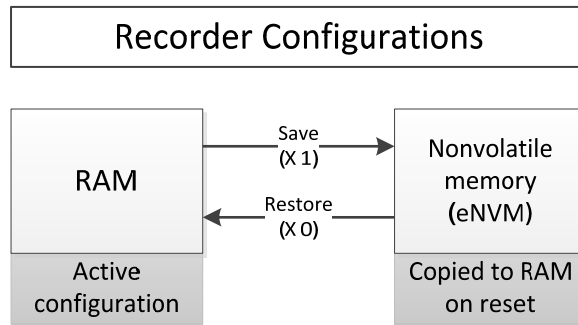 Recorder Configurations
RAM
Active
configuration
Save
(X 1)
Restore
(X 0)
Nonvolatile
memory
(eNVM)
Copied to RAM
on reset